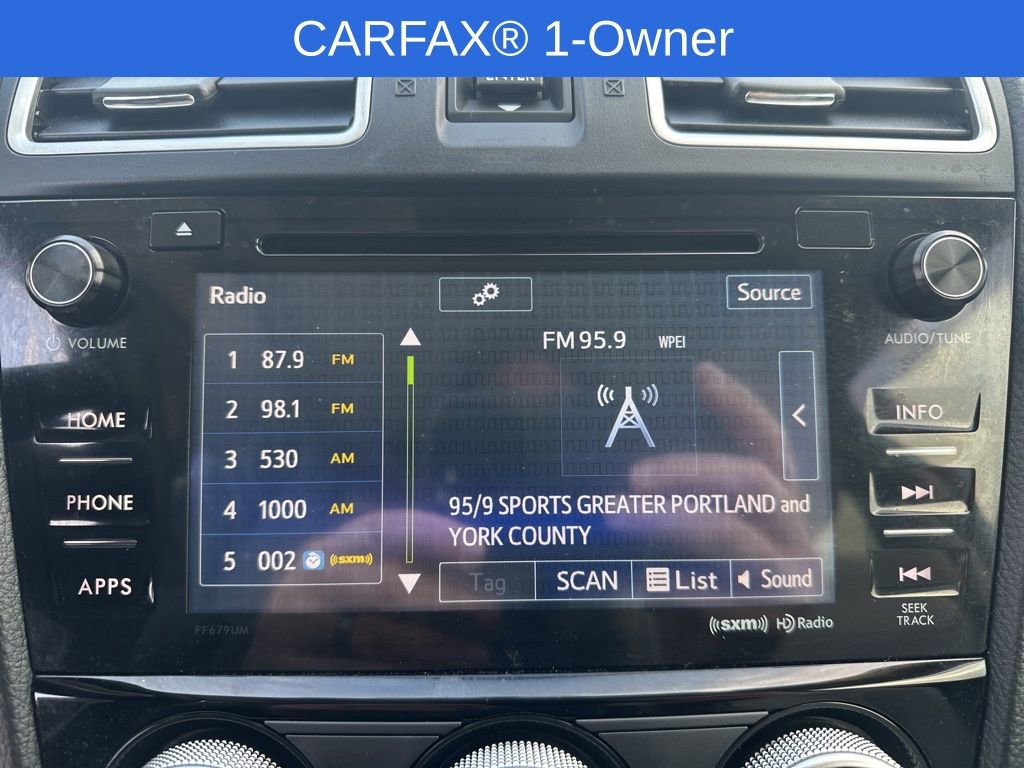 CARFAX® 1-Owner
ENTER
Radio
Source
VOLUME
AUDIO/TUNE
FM 95.9 WPEI
1 87.9 FM
2 98.1 FM
3 530 AM
4 1000 AM
5 002 ((sxm))
HOME
PHONE
APPS
INFO
95/9 SPORTS GREATER PORTLAND and
YORK COUNTY
Tag
SCAN
List
Sound
SEEK
TRACK
FF679UM
((sxm)) HD Radio